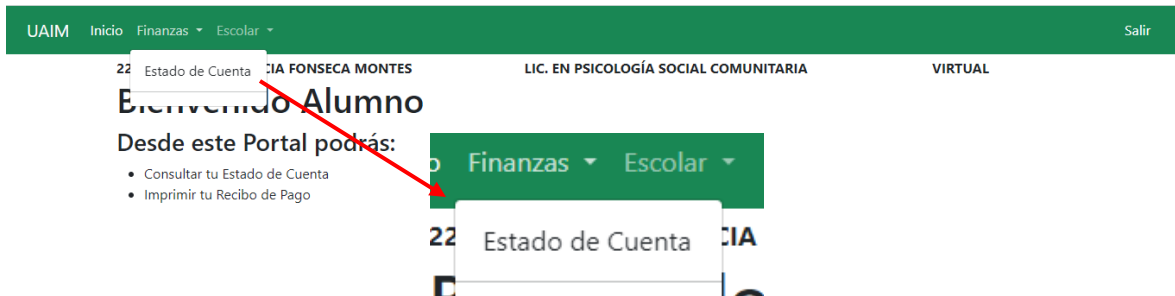 UAIM Inicio Finanzas Escolar Salir
22 CIA FONSECA MONTES LIC. EN PSICOLOGÍA SOCIAL COMUNITARIA VIRTUAL
Estado de Cuenta
Bienvenido Alumno
Desde este Portal podrás:
• Consultar tu Estado de Cuenta
• Imprimir tu Recibo de Pago
o Finanzas Escolar
22 CIA
Estado de Cuenta